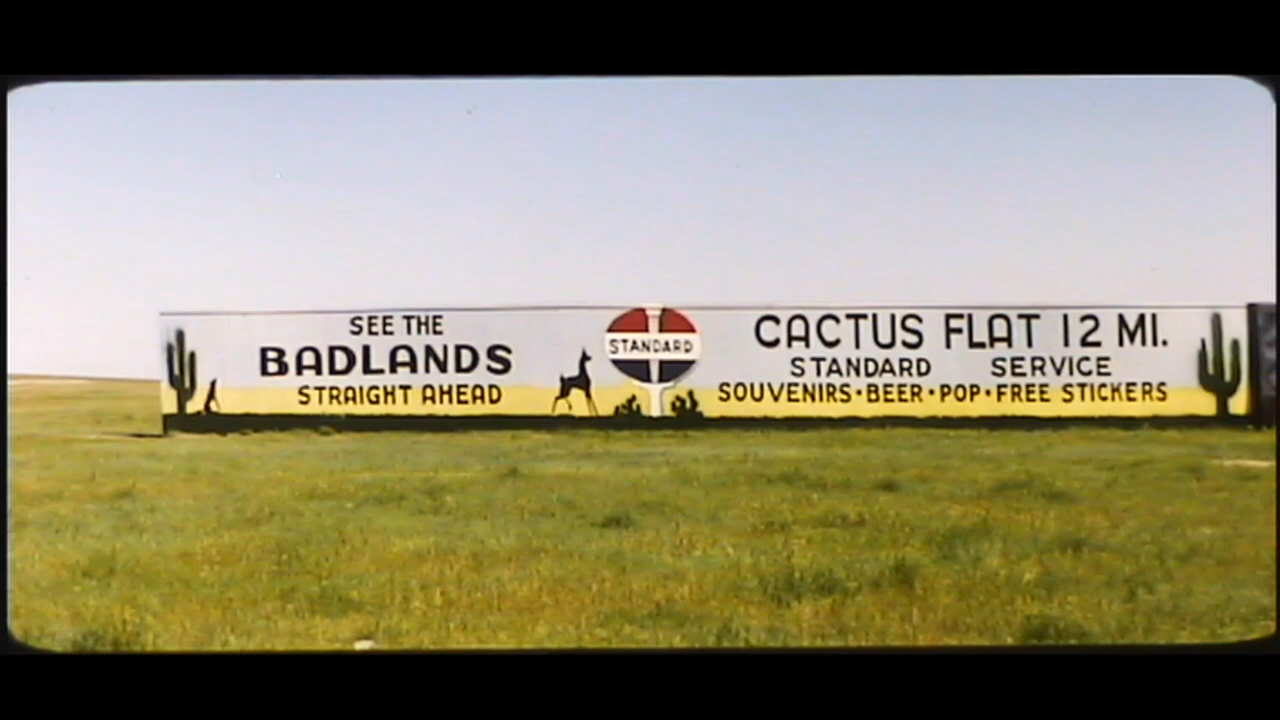 SEE THE
BADLANDS
STRAIGHT AHEAD
STANDARD
CACTUS FLAT 12 MI.
STANDARD SERVICE
SOUVENIRS·BEER·POP·FREE STICKERS